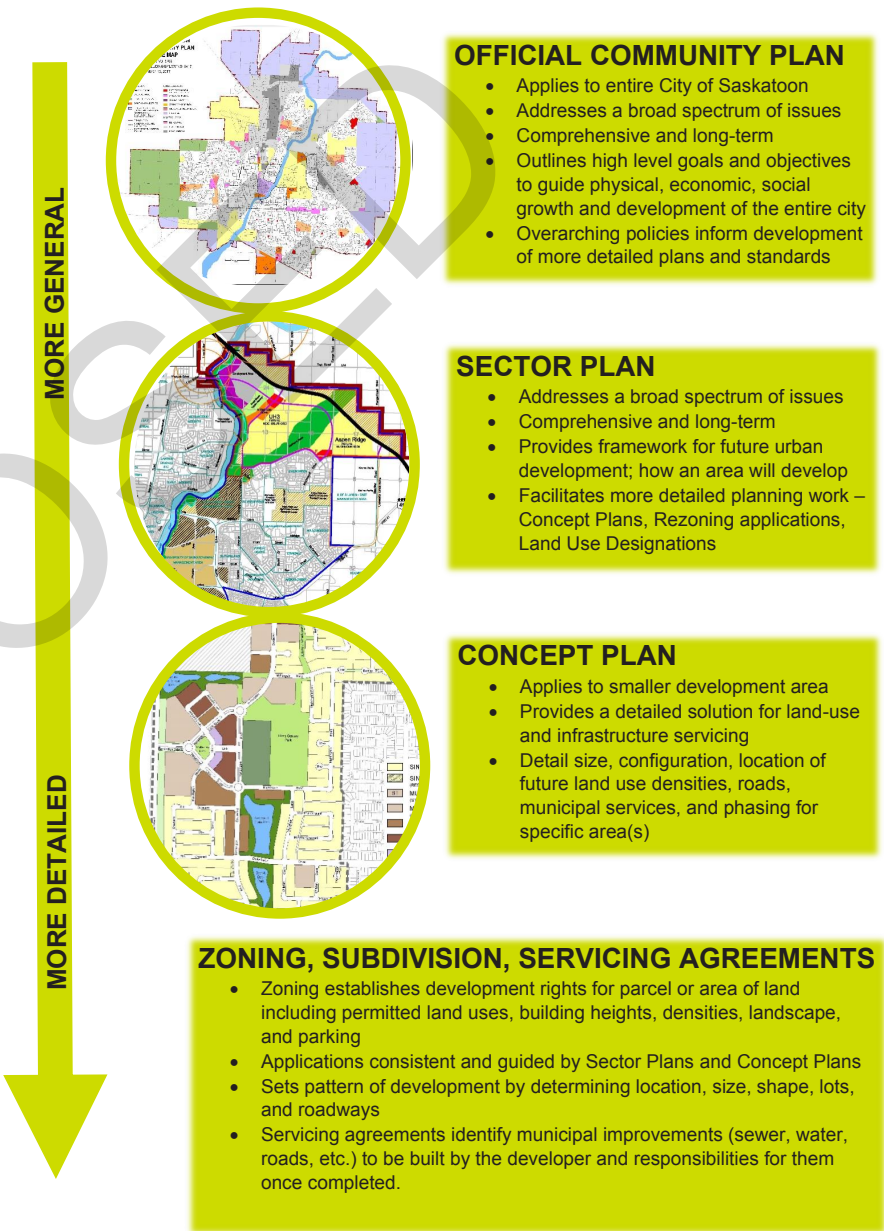 OFFICIAL COMMUNITY PLAN
• Applies to entire City of Saskatoon
• Addresses a broad spectrum of issues
• Comprehensive and long-term
• Outlines high level goals and objectives
to guide physical, economic, social
growth and development of the entire city
• Overarching policies inform development
of more detailed plans and standards
MORE GENERAL
SECTOR PLAN
• Addresses a broad spectrum of issues
• Comprehensive and long-term
• Provides framework for future urban
development; how an area will develop
• Facilitates more detailed planning work –
Concept Plans, Rezoning applications,
Land Use Designations
UH3
Aspen Ridge
OSED
CONCEPT PLAN
• Applies to smaller development area
• Provides a detailed solution for land-use
and infrastructure servicing
• Detail size, configuration, location of
future land use densities, roads,
municipal services, and phasing for
specific area(s)
SIN
SIN
MU
MORE DETAILED
ZONING, SUBDIVISION, SERVICING AGREEMENTS
• Zoning establishes development rights for parcel or area of land
including permitted land uses, building heights, densities, landscape,
and parking
• Applications consistent and guided by Sector Plans and Concept Plans
• Sets pattern of development by determining location, size, shape, lots,
and roadways
• Servicing agreements identify municipal improvements (sewer, water,
roads, etc.) to be built by the developer and responsibilities for them
once completed.